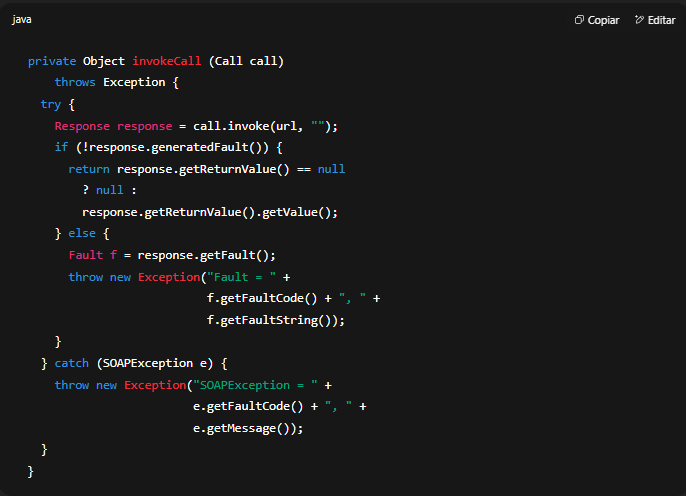 java
Copiar Editar
private Object invokeCall (Call call)
    throws Exception {
  try {
    Response response = call.invoke(url, "");
    if (!response.generatedFault()) {
      return response.getReturnValue() == null
        ? null :
        response.getReturnValue().getValue();
    } else {
      Fault f = response.getFault();
      throw new Exception("Fault = " +
                          f.getFaultCode() + ", " +
                          f.getFaultString());
    }
  } catch (SOAPException e) {
    throw new Exception("SOAPException = " +
                        e.getFaultCode() + ", " +
                        e.getMessage());
  }
}